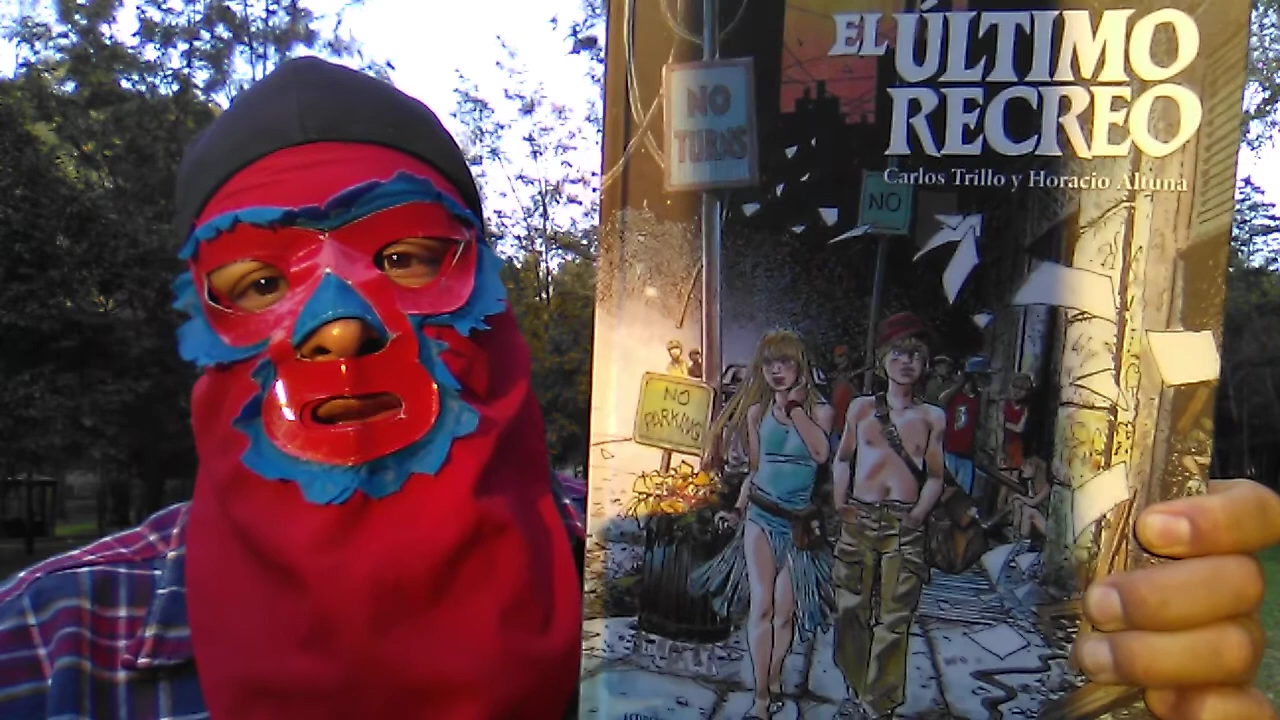 EL ÚLTIMO
RECREO
Carlos Trillo y Horacio Altuna
NO
TURNS
NO
NO
PARKING